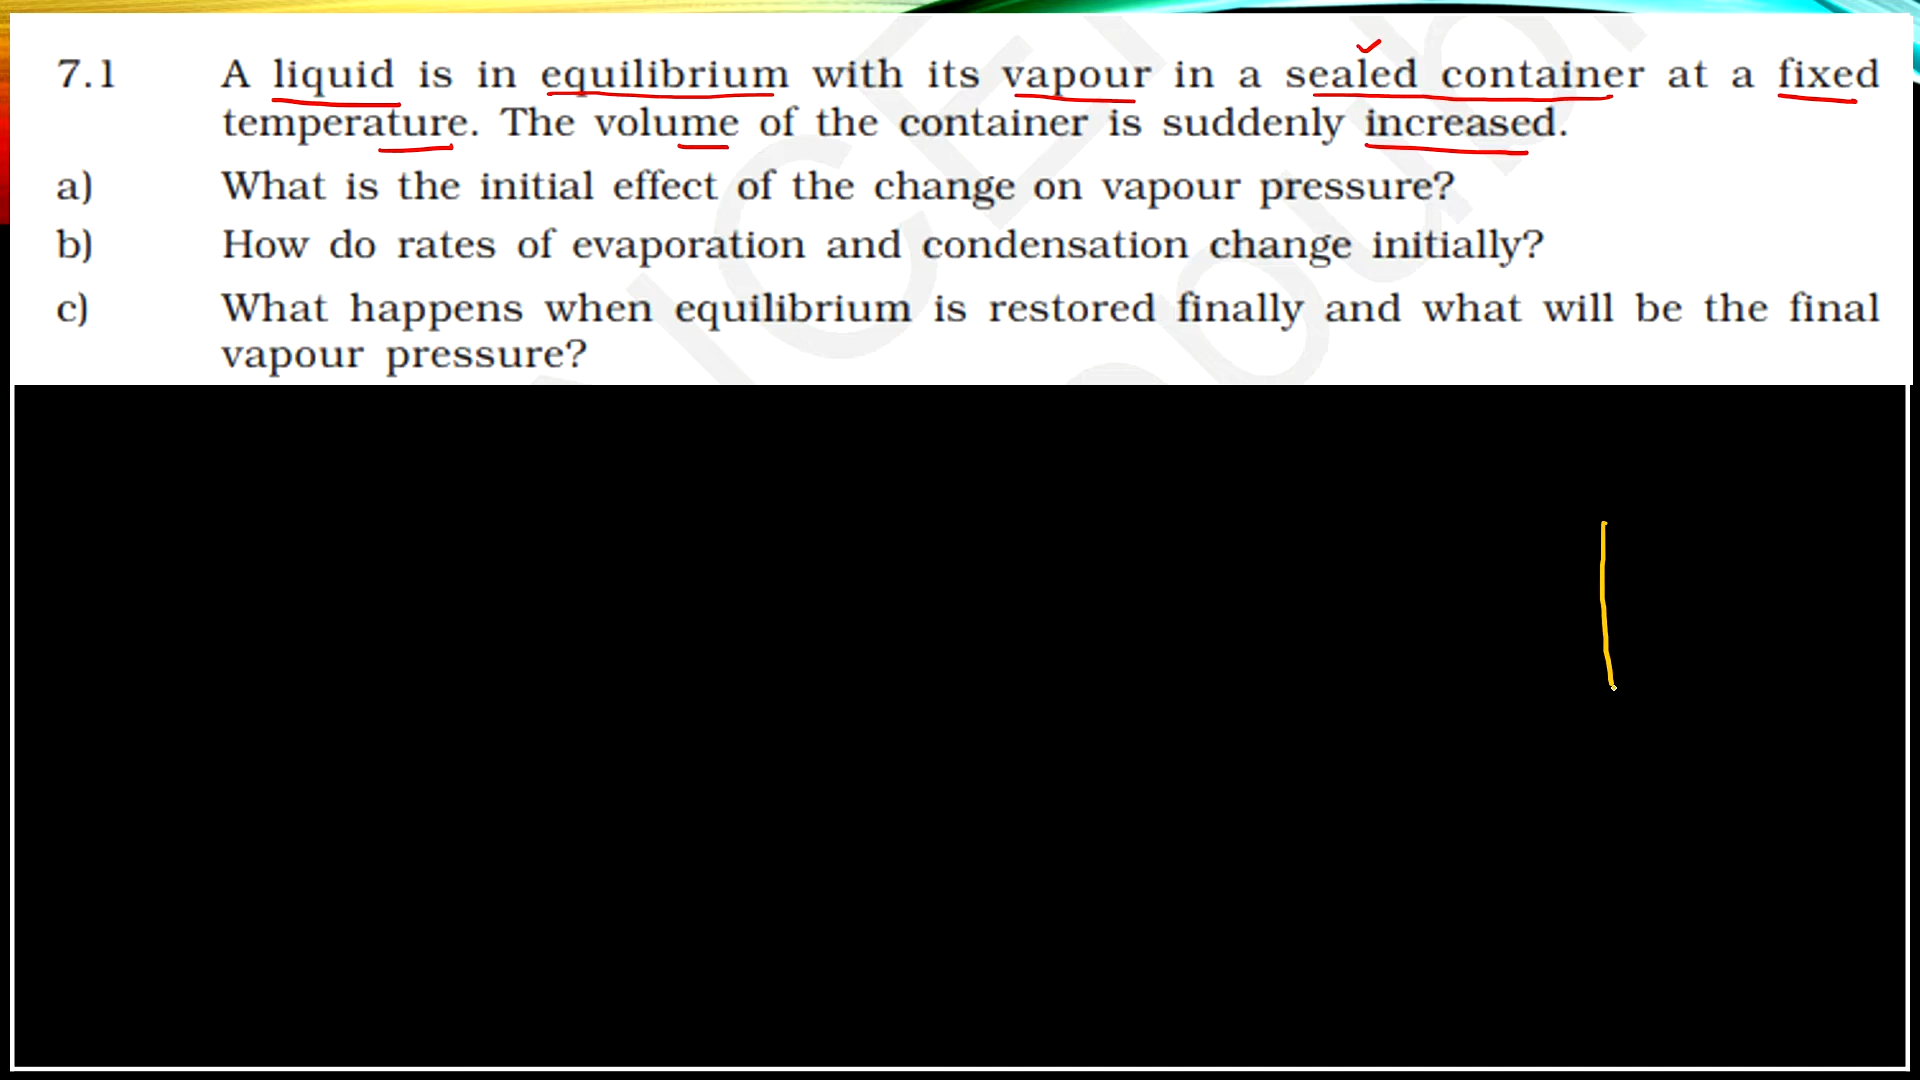 7.1 A liquid is in equilibrium with its vapour in a sealed container at a fixed
temperature. The volume of the container is suddenly increased.
a) What is the initial effect of the change on vapour pressure?
b) How do rates of evaporation and condensation change initially?
c) What happens when equilibrium is restored finally and what will be the final
vapour pressure?